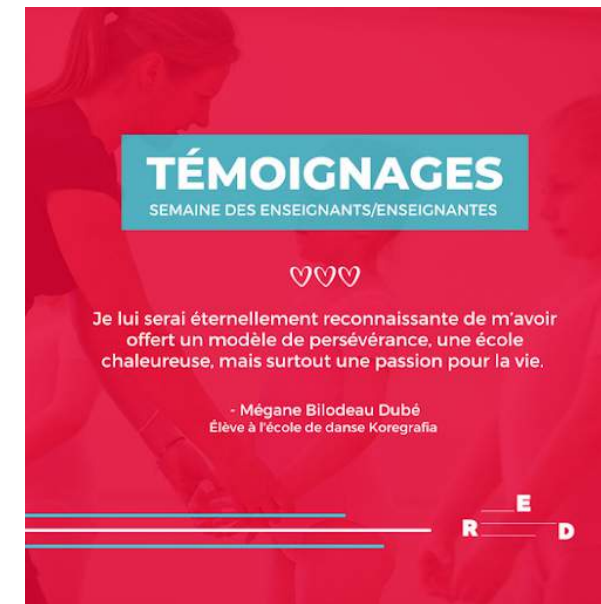 TÉMOIGNAGES
SEMAINE DES ENSEIGNANTS/ENSEIGNANTES
Je lui serai éternellement reconnaissante de m'avoir
offert un modèle de persévérance, une école
chaleureuse, mais surtout une passion pour la vie.
- Mégane Bilodeau Dubé
Élève à l'école de danse Koregrafia
R E D